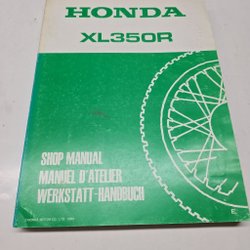 HONDA
XL350R
SHOP MANUAL
MANUEL D'ATELIER
WERKSTATT-HANDBUCH
E